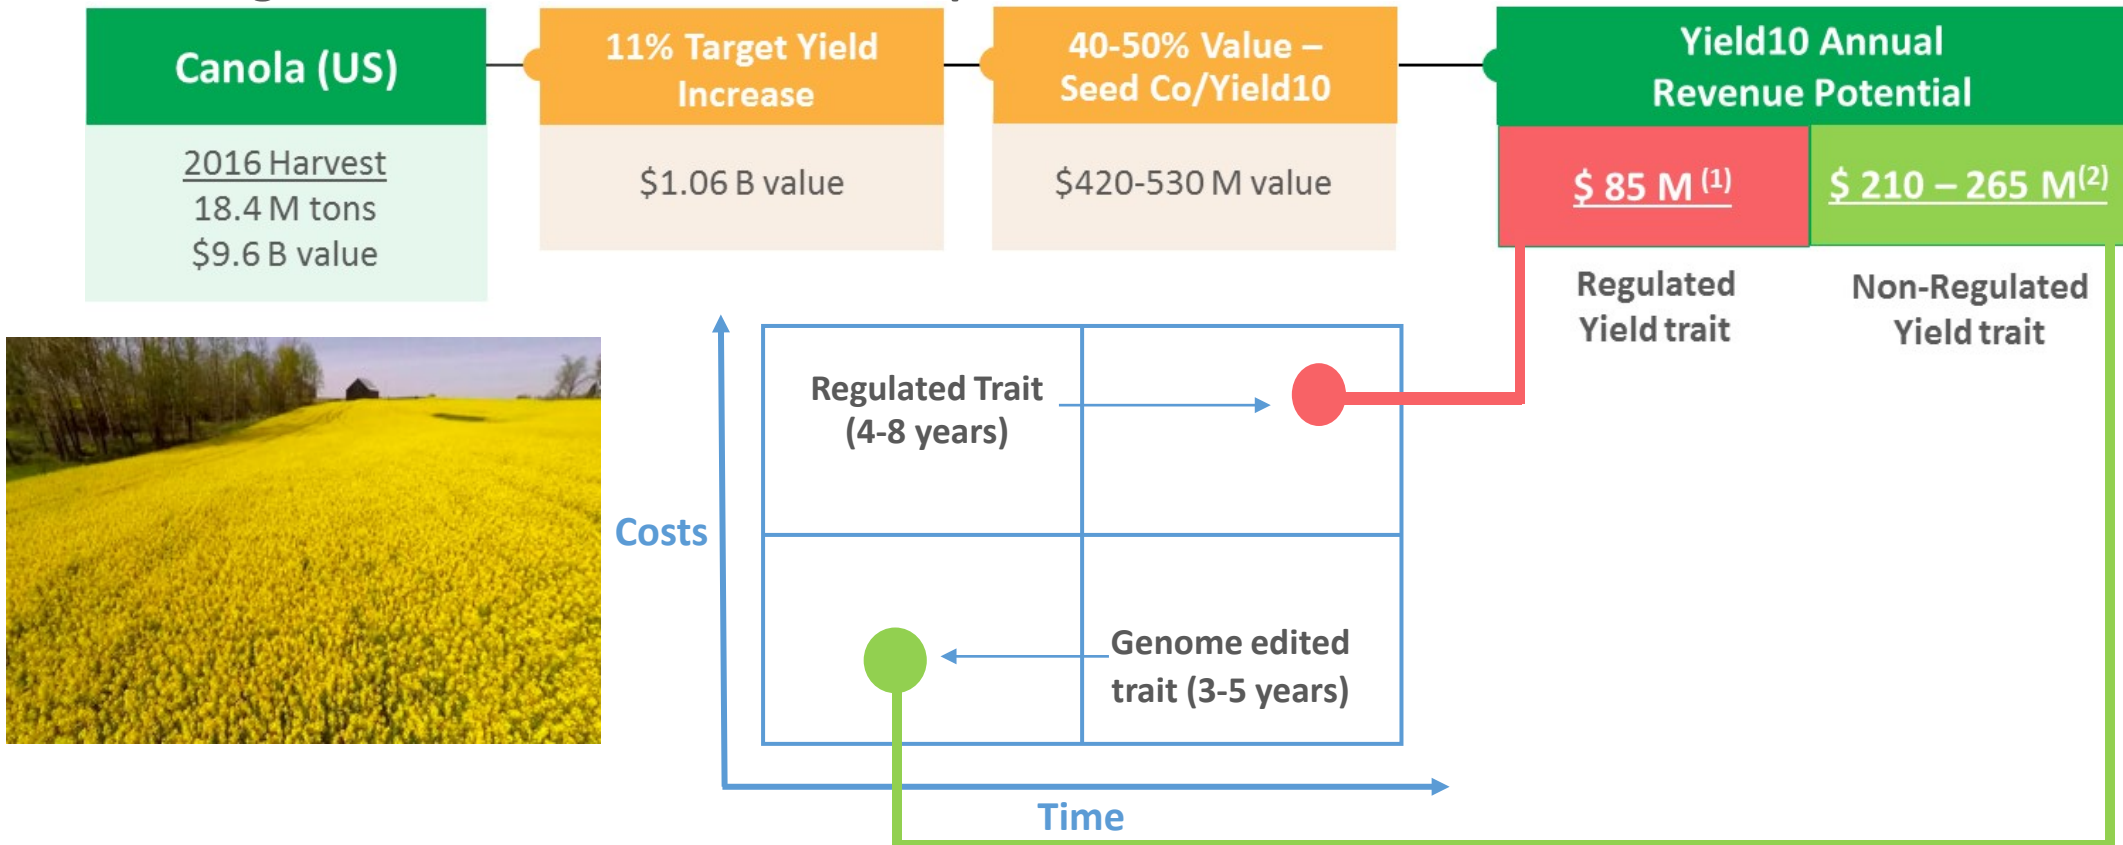 Canola (US)
2016 Harvest
18.4 M tons
$9.6 B value
11% Target Yield
Increase
$1.06 B value
40-50% Value –
Seed Co/Yield10
$420-530 M value
Yield10 Annual
Revenue Potential
$ 85 M (1)
$ 210 – 265 M(2)
Regulated
Yield trait
Non-Regulated
Yield trait
Regulated Trait
(4-8 years)
Costs
Genome edited
trait (3-5 years)
Time